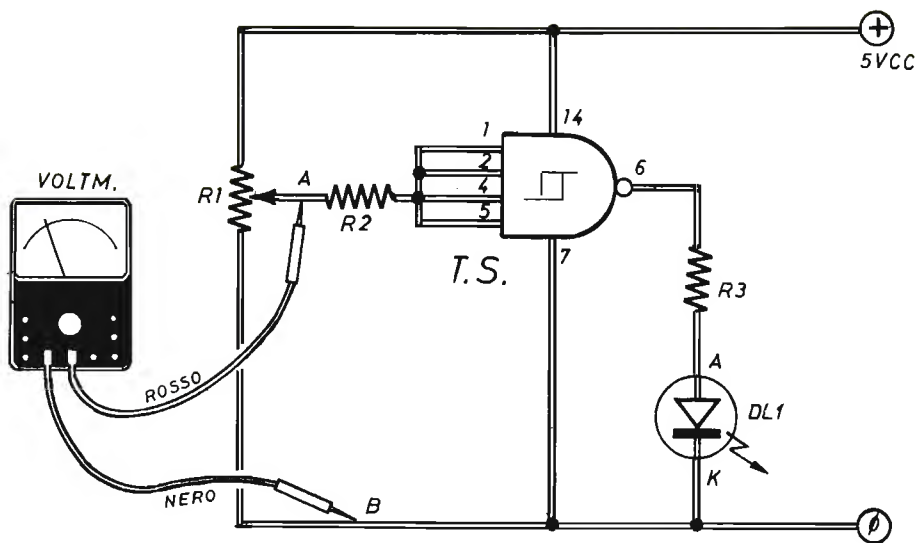 +
5VCC
14
1
2
4
5
6
7
VOLTM.
R1
A
R2
T.S.
R3
ROSSO
A
DL1
NERO
B
K
ϕ